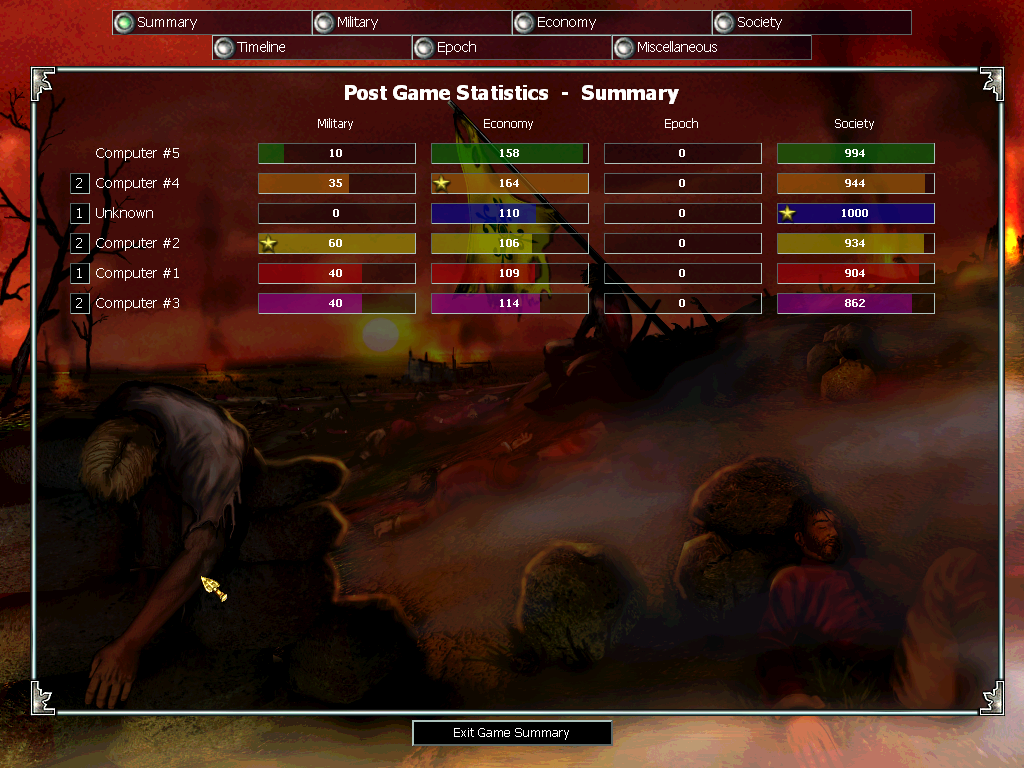 Summary Military Economy Society
Timeline Epoch Miscellaneous
Post Game Statistics - Summary
Military Economy Epoch Society
Computer #5 10 158 0 994
2 Computer #4 35 164 0 944
1 Unknown 0 110 0 1000
2 Computer #2 60 106 0 934
1 Computer #1 40 109 0 904
2 Computer #3 40 114 0 862
Exit Game Summary